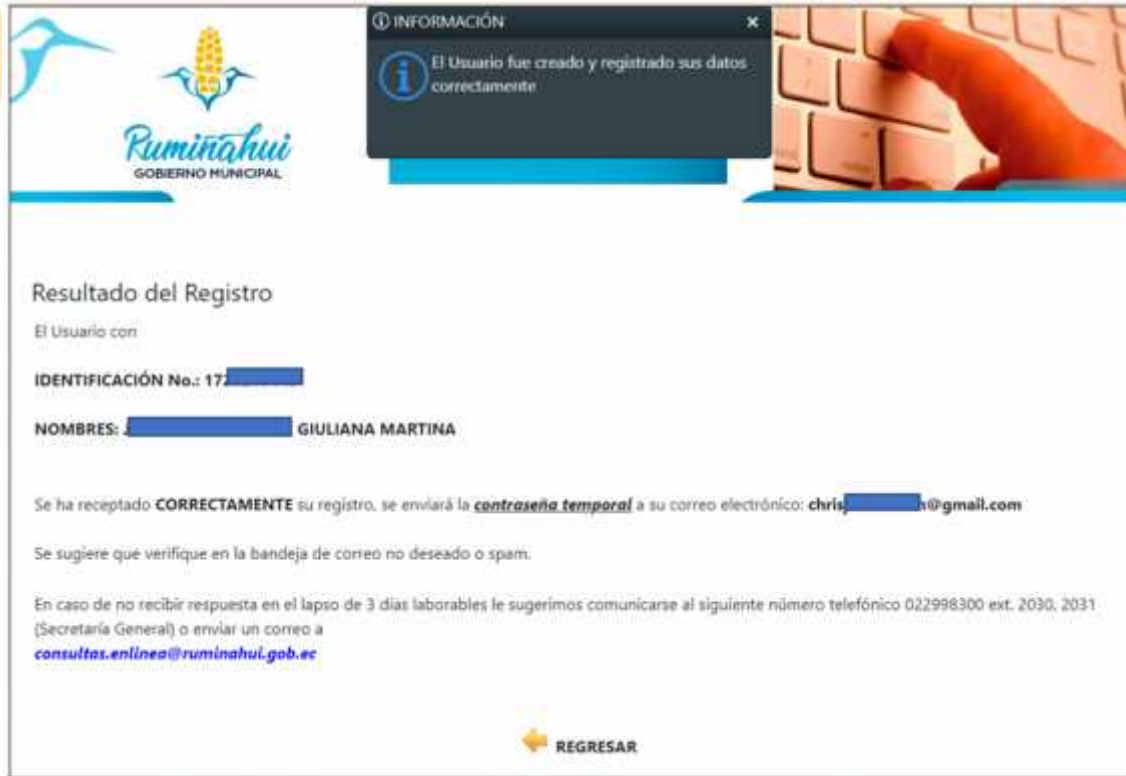 INFORMACIÓN
El Usuario fue creado y registrado sus datos
correctamente
Rumiñahui
GOBIERNO MUNICIPAL
Resultado del Registro
El Usuario con
IDENTIFICACIÓN No.: 172
NOMBRES: GIULIANA MARTINA
Se ha receptado CORRECTAMENTE su registro, se enviará la contraseña temporal a su correo electrónico: chris @gmail.com
Se sugiere que verifique en la bandeja de correo no deseado o spam.
En caso de no recibir respuesta en el lapso de 3 días laborables le sugerimos comunicarse al siguiente número telefónico 022998300 ext. 2030, 2031
(Secretaría General) o enviar un correo a
consultas.enlinea@ruminahui.gob.ec
REGRESAR